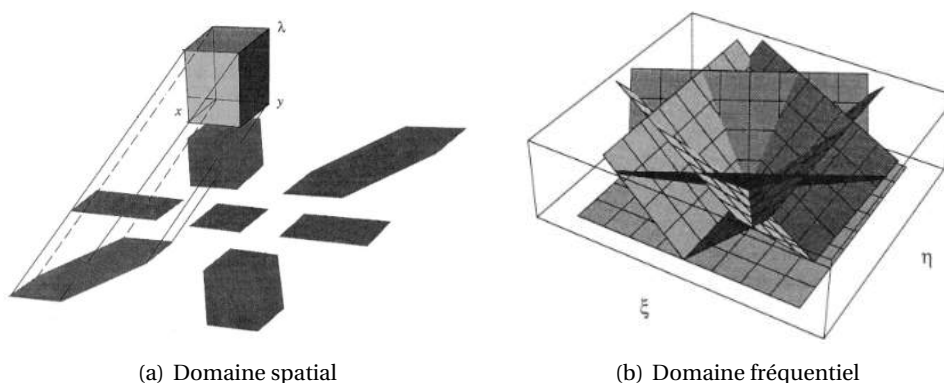 λ
x
y
ξ
η
(a) Domaine spatial
(b) Domaine fréquentiel